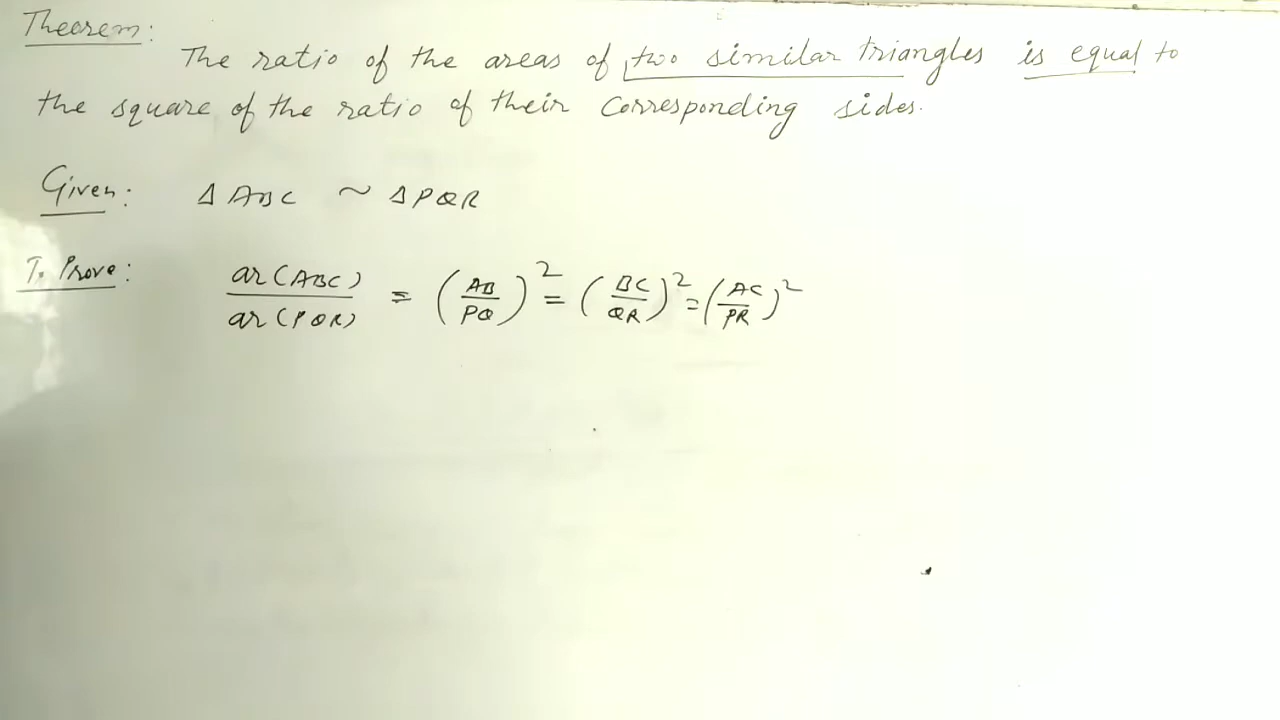 Theorem:
The ratio of the areas of two similar triangles is equal to
the square of the ratio of their corresponding sides.
Given: Δ ABC ~ Δ PQR
To Prove: ar(ABC)/ar(PQR) = (AB/PQ)² = (BC/QR)² = (AC/PR)²